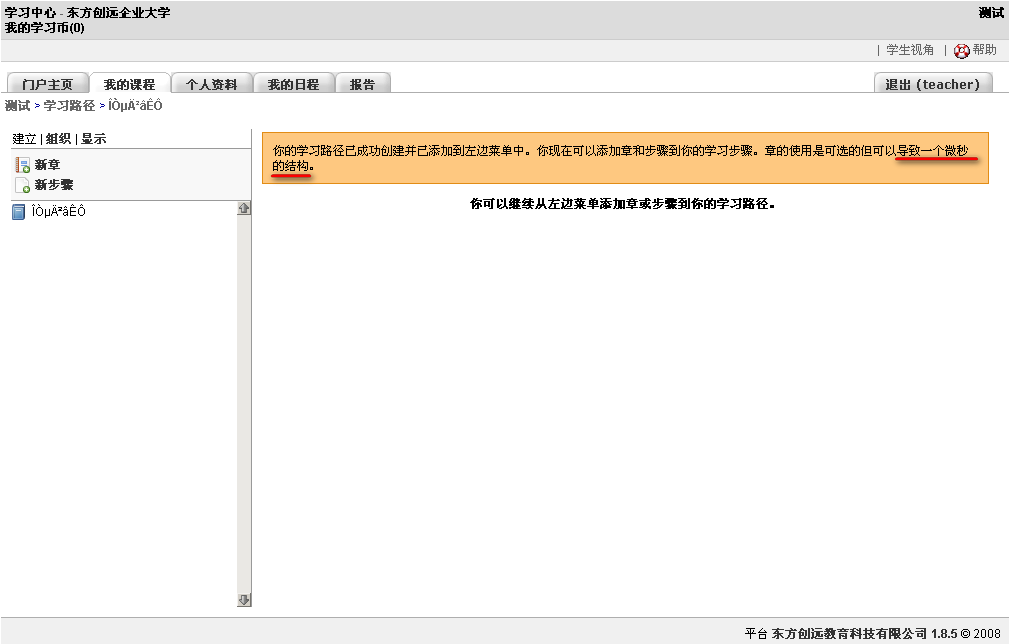 学习中心 - 东方创远企业大学
测试
我的学习币(0)
| 学生视角 | 帮助
门户主页 我的课程 个人资料 我的日程 报告 退出 (teacher)
测试 > 学习路径 > ÎÒµÄ²âÊÔ
建立 | 组织 | 显示
新章
新步骤
ÎÒµÄ²âÊÔ
你的学习路径已成功创建并已添加到左边菜单中。你现在可以添加章和步骤到你的学习步骤。章的使用是可选的但可以导致一个微秒
的结构。
你可以继续从左边菜单添加章或步骤到你的学习路径。
平台 东方创远教育科技有限公司 1.8.5 © 2008